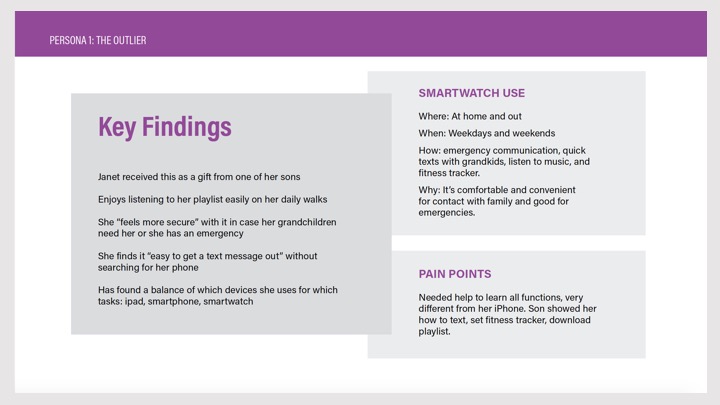 PERSONA 1: THE OUTLIER
Key Findings
Janet received this as a gift from one of her sons
Enjoys listening to her playlist easily on her daily walks
She “feels more secure” with it in case her grandchildren
need her or she has an emergency
She finds it “easy to get a text message out” without
searching for her phone
Has found a balance of which devices she uses for which
tasks: ipad, smartphone, smartwatch
SMARTWATCH USE
Where: At home and out
When: Weekdays and weekends
How: emergency communication, quick
texts with grandkids, listen to music, and
fitness tracker.
Why: It’s comfortable and convenient
for contact with family and good for
emergencies.
PAIN POINTS
Needed help to learn all functions, very
different from her iPhone. Son showed her
how to text, set fitness tracker, download
playlist.